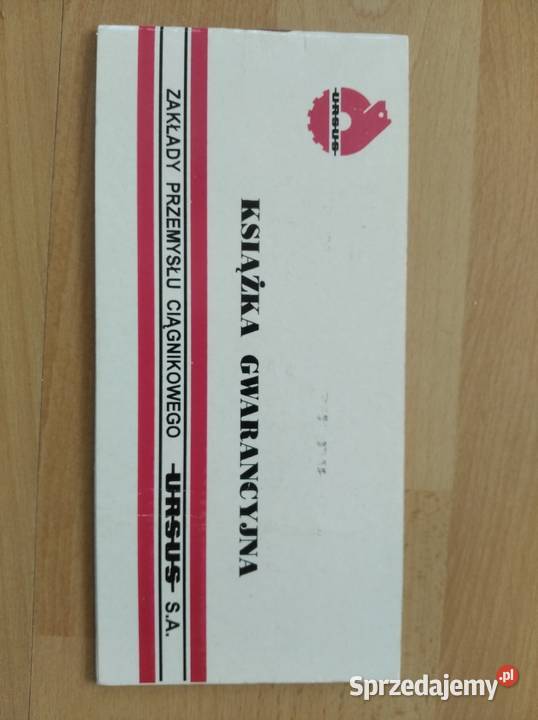 URSUS
KSIĄŻKA GWARANCYJNA
ZAKŁADY PRZEMYSŁU CIĄGNIKOWEGO URSUS S.A.
Sprzedajemy.pl